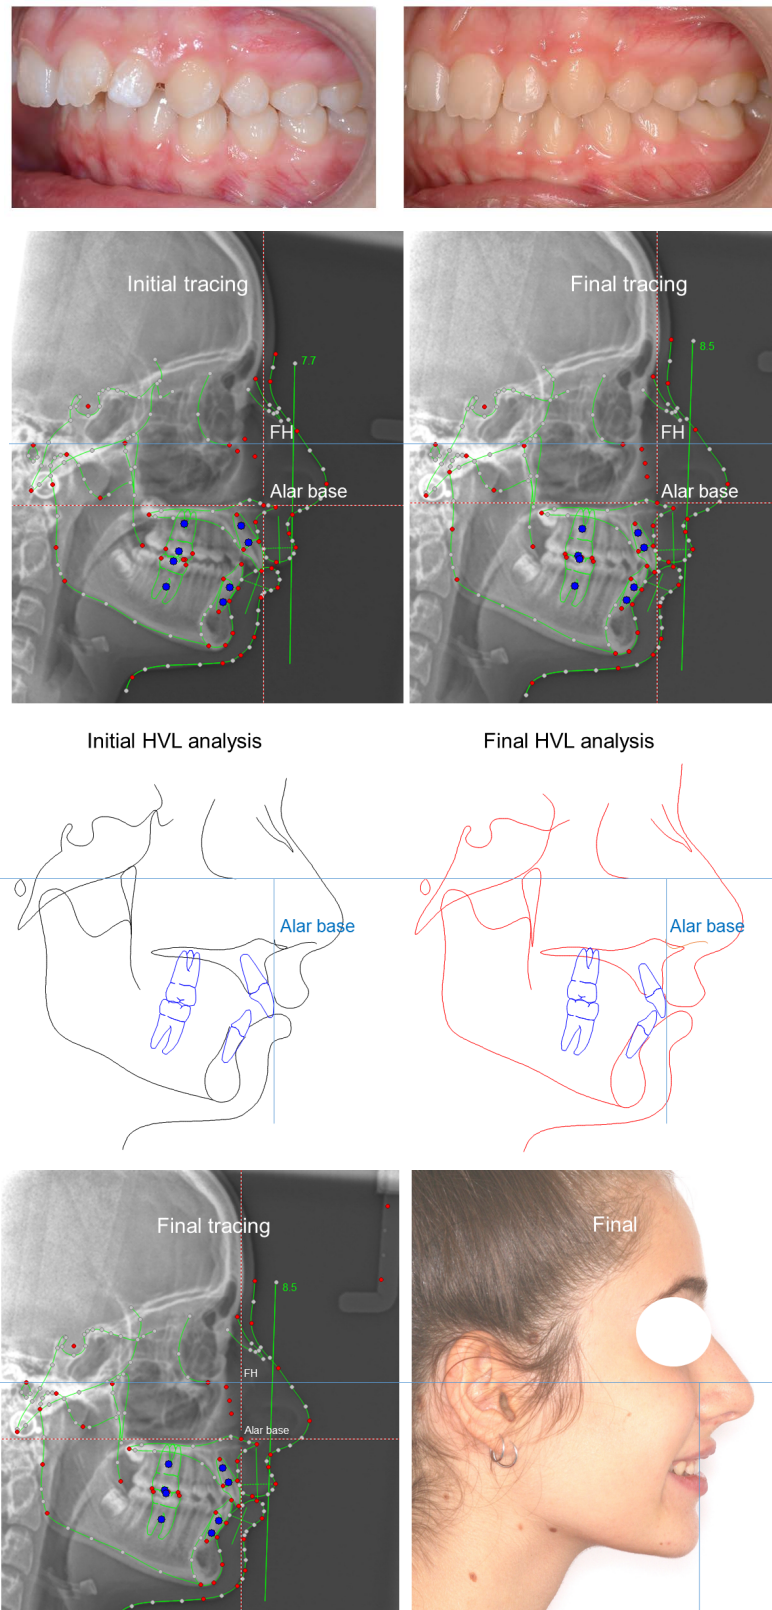 Initial tracing
Final tracing
7.7
8.5
FH
FH
Alar base
Alar base
Initial HVL analysis
Final HVL analysis
Alar base
Alar base
Final tracing
Final
8.5
FH
Alar base